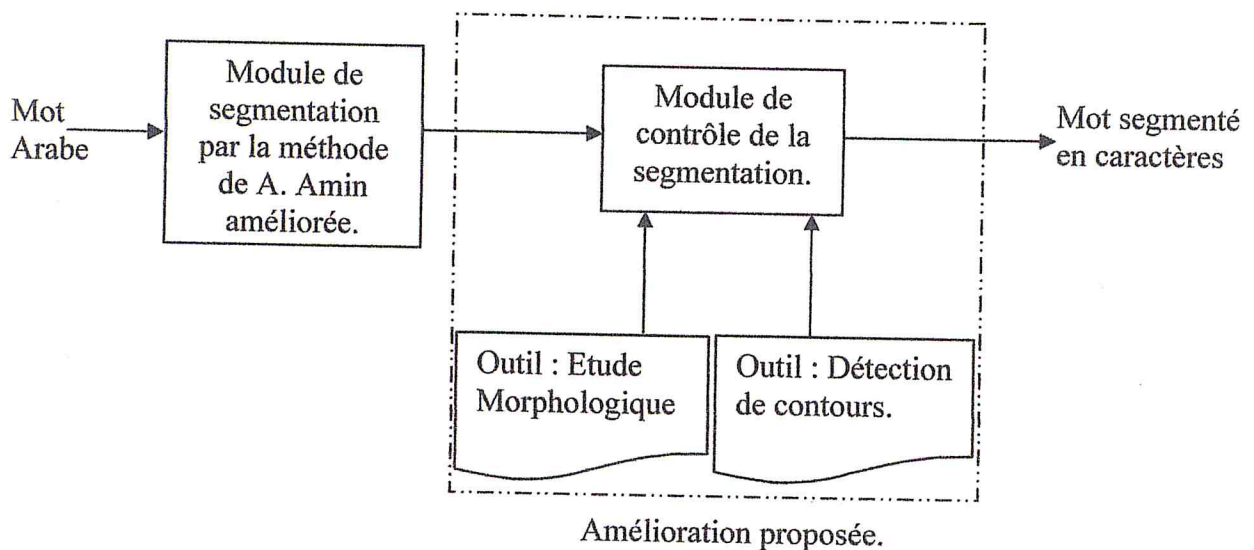 Mot
Arabe
Module de
segmentation
par la méthode
de A. Amin
améliorée.
Module de
contrôle de la
segmentation.
Mot segmenté
en caractères
Outil : Etude
Morphologique
Outil : Détection
de contours.
Amélioration proposée.